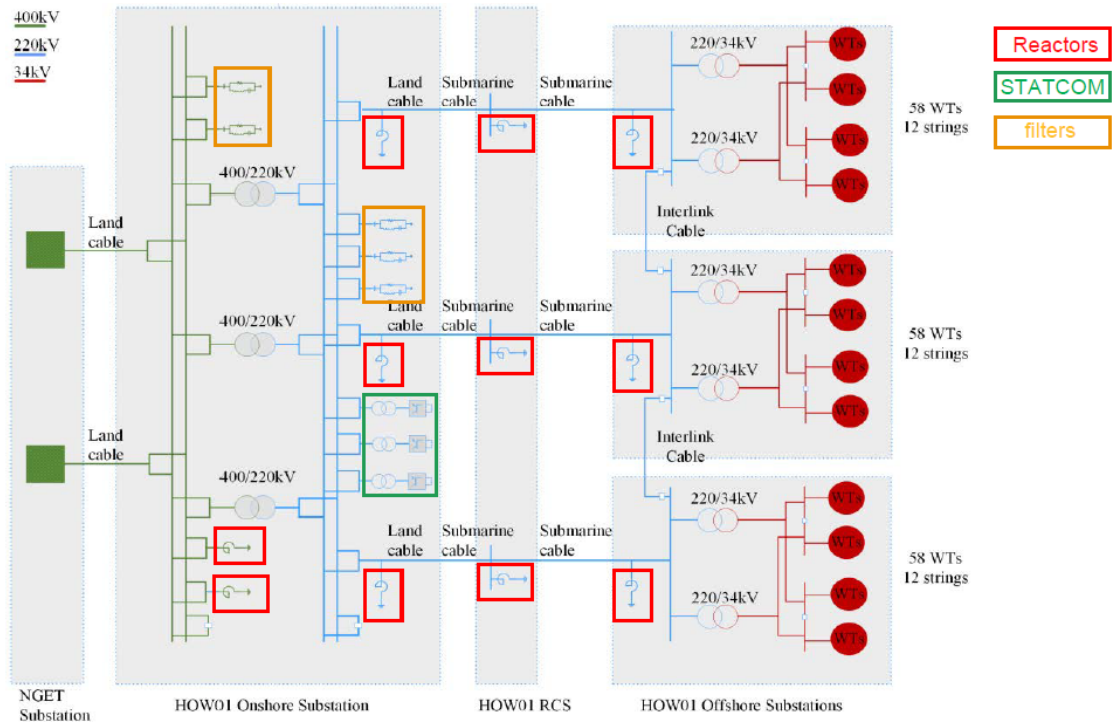 400kV
220kV
34kV
Reactors
STATCOM
filters
400/220kV
400/220kV
400/220kV
Land
cable
Land
cable
Land
cable
Submarine
cable
Submarine
cable
Land
cable
Submarine
cable
Submarine
cable
Land
cable
Submarine
cable
Submarine
cable
220/34kV
220/34kV
WTs
WTs
WTs
WTs
58 WTs
12 strings
Interlink
Cable
220/34kV
220/34kV
WTs
WTs
WTs
WTs
58 WTs
12 strings
Interlink
Cable
220/34kV
220/34kV
WTs
WTs
WTs
WTs
58 WTs
12 strings
NGET
Substation
HOW01 Onshore Substation
HOW01 RCS
HOW01 Offshore Substations